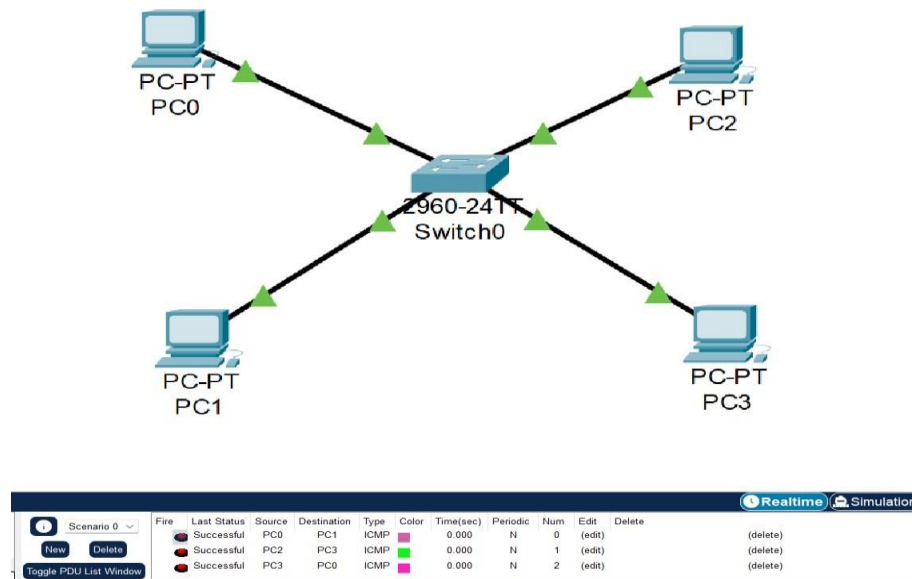 PC-PT
PC0
PC-PT
PC2
2960-24TT
Switch0
PC-PT
PC1
PC-PT
PC3
Realtime Simulation
Scenario 0 Fire Last Status Source Destination Type Color Time(sec) Periodic Num Edit Delete
Successful PC0 PC1 ICMP 0.000 N 0 (edit) (delete)
New Delete Successful PC2 PC3 ICMP 0.000 N 1 (edit) (delete)
Toggle PDU List Window Successful PC3 PC0 ICMP 0.000 N 2 (edit) (delete)